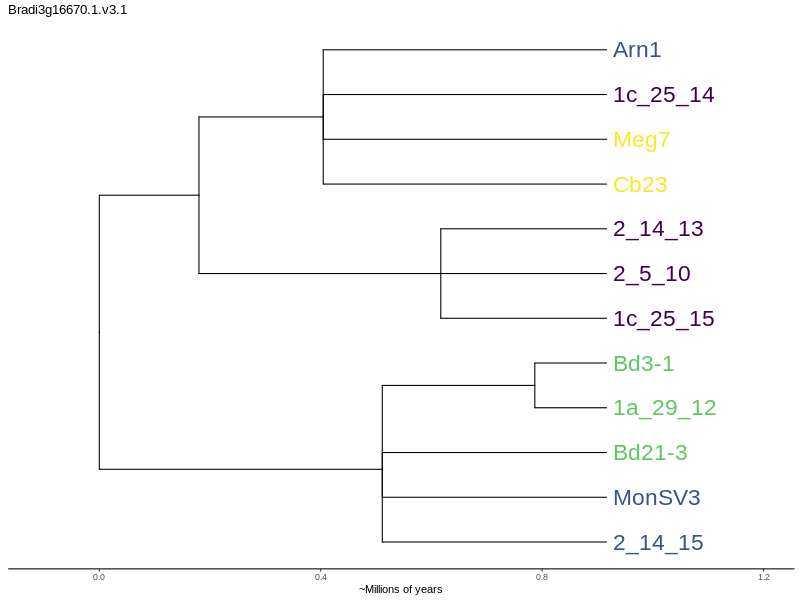 Bradi3g16670.1.v3.1
Arn1
1c_25_14
Meg7
Cb23
2_14_13
2_5_10
1c_25_15
Bd3-1
1a_29_12
Bd21-3
MonSV3
2_14_15
0.0 0.4 0.8 1.2
~Millions of years